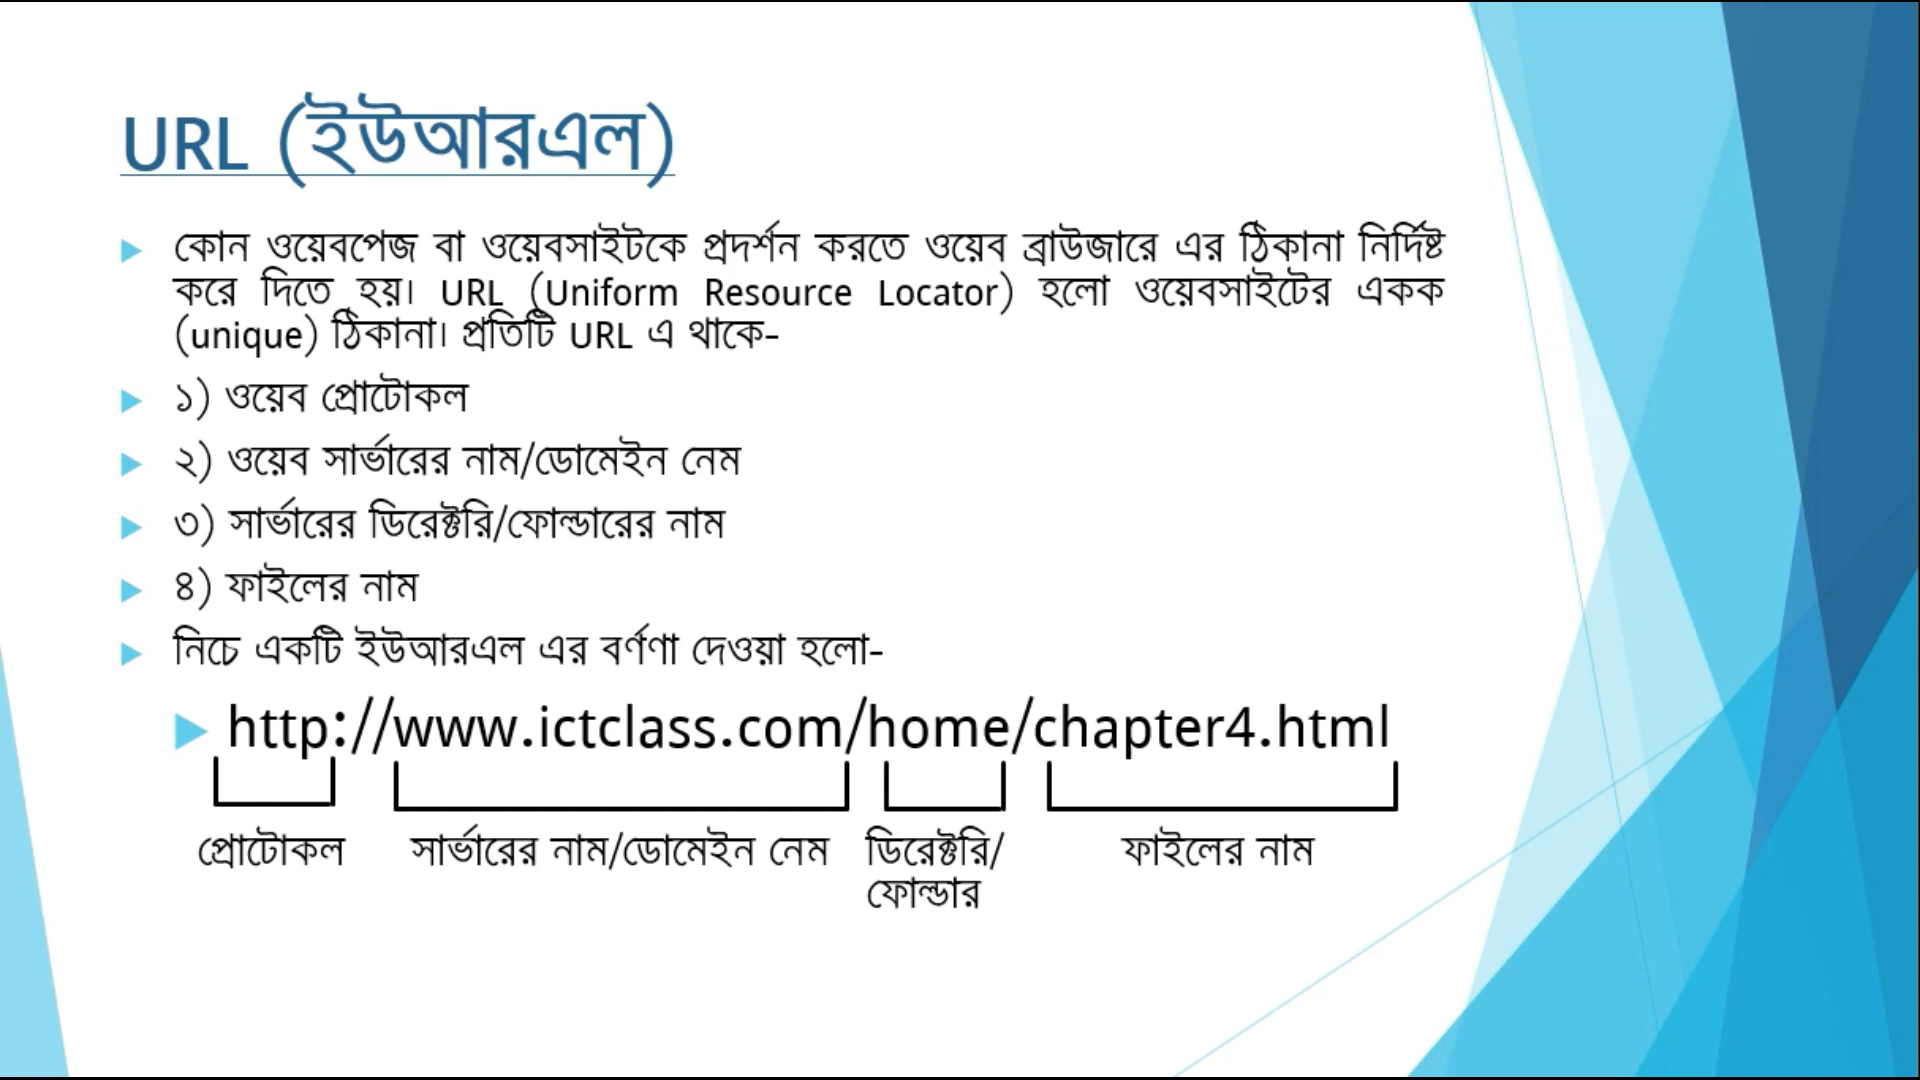 URL (ইউআরএল)
কোন ওয়েবপেজ বা ওয়েবসাইটকে প্রদর্শন করতে ওয়েব ব্রাউজারে এর ঠিকানা নির্দিষ্ট
করে দিতে হয়। URL (Uniform Resource Locator) হলো ওয়েবসাইটের একক
(unique) ঠিকানা। প্রতিটি URL এ থাকে-
১) ওয়েব প্রোটোকল
২) ওয়েব সার্ভারের নাম/ডোমেইন নেম
৩) সার্ভারের ডিরেক্টরি/ফোল্ডারের নাম
৪) ফাইলের নাম
নিচে একটি ইউআরএল এর বর্ণণা দেওয়া হলো-
http://www.ictclass.com/home/chapter4.html
প্রোটোকল সার্ভারের নাম/ডোমেইন নেম ডিরেক্টরি/ ফাইলের নাম
ফোল্ডার